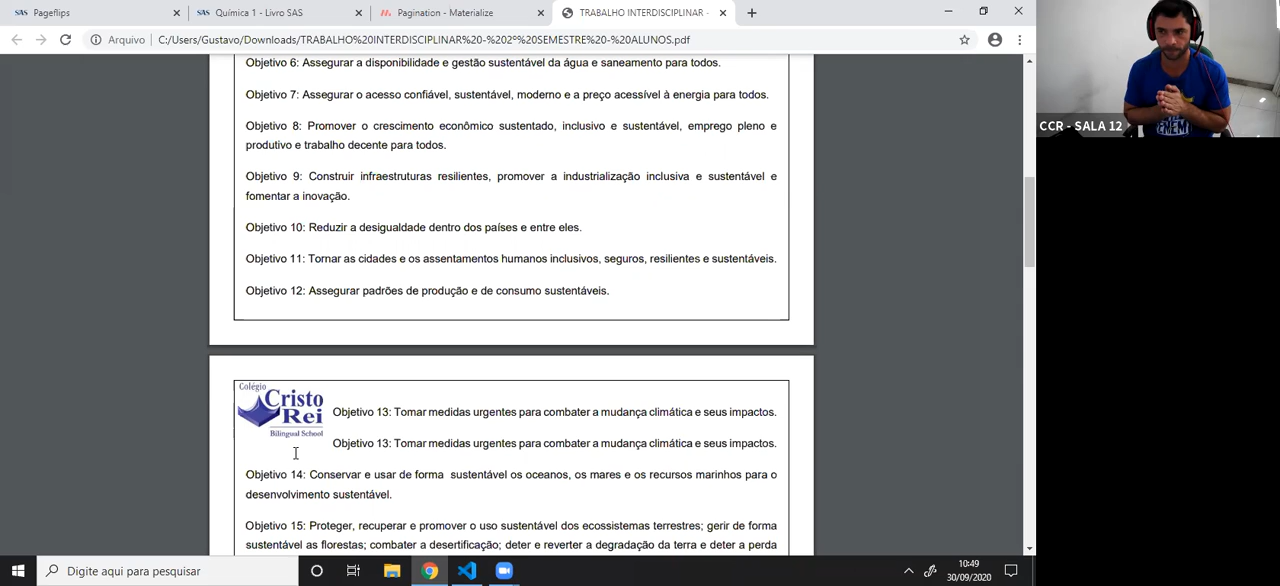 Pageflips
SAS Química 1 - Livro SAS
Pagination - Materialize
TRABALHO INTERDISCIPLINAR -
Arquivo | C:/Users/Gustavo/Downloads/TRABALHO%20INTERDISCIPLINAR%20-%202º%20SEMESTRE%20-%20ALUNOS.pdf
CCR - SALA 12
Objetivo 6: Assegurar a disponibilidade e gestão sustentável da água e saneamento para todos.
Objetivo 7: Assegurar o acesso confiável, sustentável, moderno e a preço acessível à energia para todos.
Objetivo 8: Promover o crescimento econômico sustentado, inclusivo e sustentável, emprego pleno e
produtivo e trabalho decente para todos.
Objetivo 9: Construir infraestruturas resilientes, promover a industrialização inclusiva e sustentável e
fomentar a inovação.
Objetivo 10: Reduzir a desigualdade dentro dos países e entre eles.
Objetivo 11: Tornar as cidades e os assentamentos humanos inclusivos, seguros, resilientes e sustentáveis.
Objetivo 12: Assegurar padrões de produção e de consumo sustentáveis.
Colégio
Cristo
Rei
Bilingual School
Objetivo 13: Tomar medidas urgentes para combater a mudança climática e seus impactos.
Objetivo 13: Tomar medidas urgentes para combater a mudança climática e seus impactos.
Objetivo 14: Conservar e usar de forma sustentável os oceanos, os mares e os recursos marinhos para o
desenvolvimento sustentável.
Objetivo 15: Proteger, recuperar e promover o uso sustentável dos ecossistemas terrestres; gerir de forma
sustentável as florestas; combater a desertificação; deter e reverter a degradação da terra e deter a perda
Digite aqui para pesquisar
10:49
30/09/2020